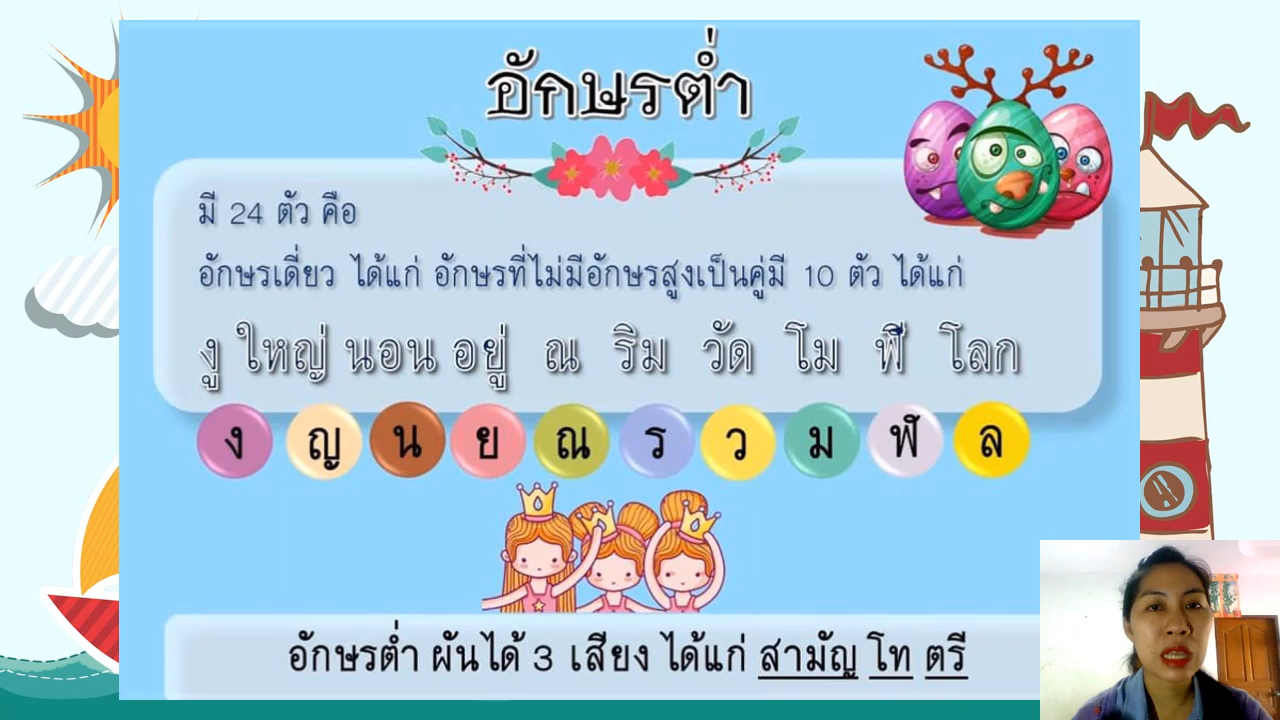 อักษรต่ำ
มี 24 ตัว คือ
อักษรเดี่ยว ได้แก่ อักษรที่ไม่มีอักษรสูงเป็นคู่มี 10 ตัว ได้แก่
งู ใหญ่ นอน อยู่ ณ ริม วัด โม ฬี โลก
ง ญ น ย ณ ร ว ม ฬ ล
อักษรต่ำ ผันได้ 3 เสียง ได้แก่ สามัญ โท ตรี